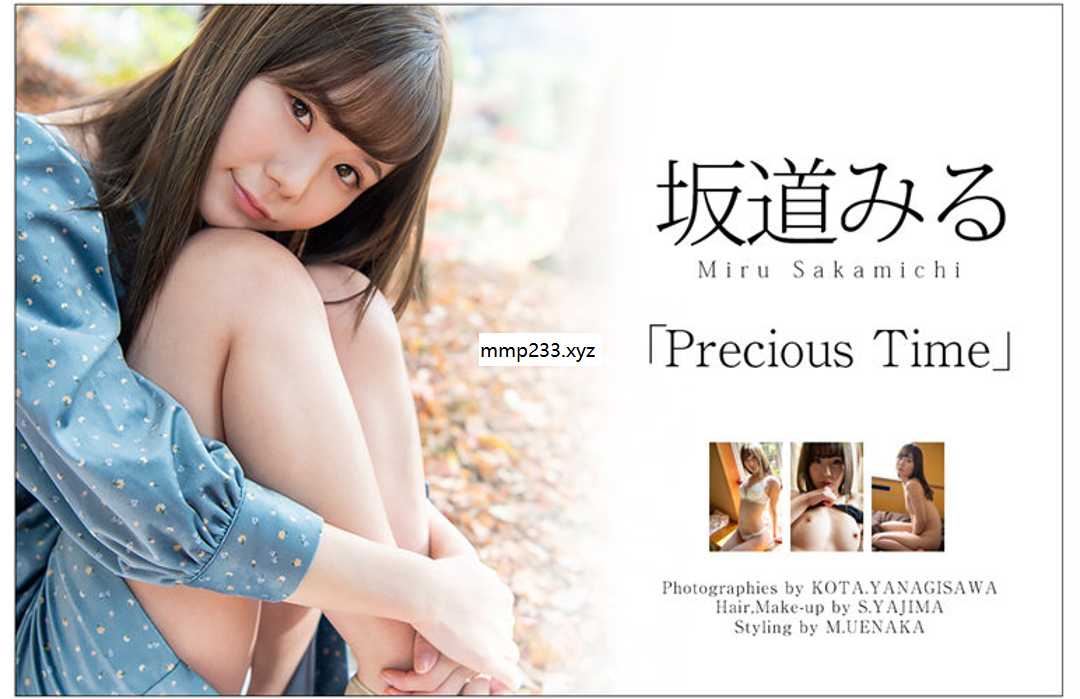 坂道みる
Miru Sakamichi
mmp233.xyz
「Precious Time」
Photographies by KOTA.YANAGISAWA
Hair,Make-up by S.YAJIMA
Styling by M.UENAKA